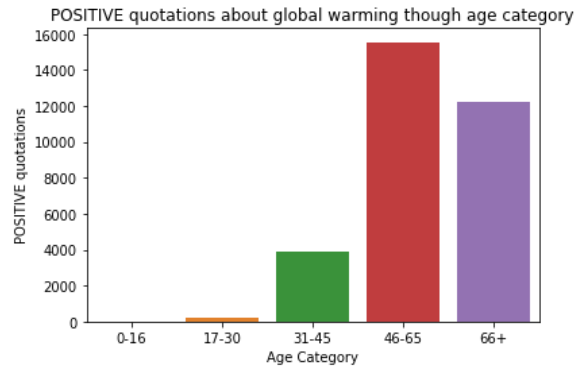 POSITIVE quotations about global warming though age category
POSITIVE quotations
16000
14000
12000
10000
8000
6000
4000
2000
0
0-16 17-30 31-45 46-65 66+
Age Category